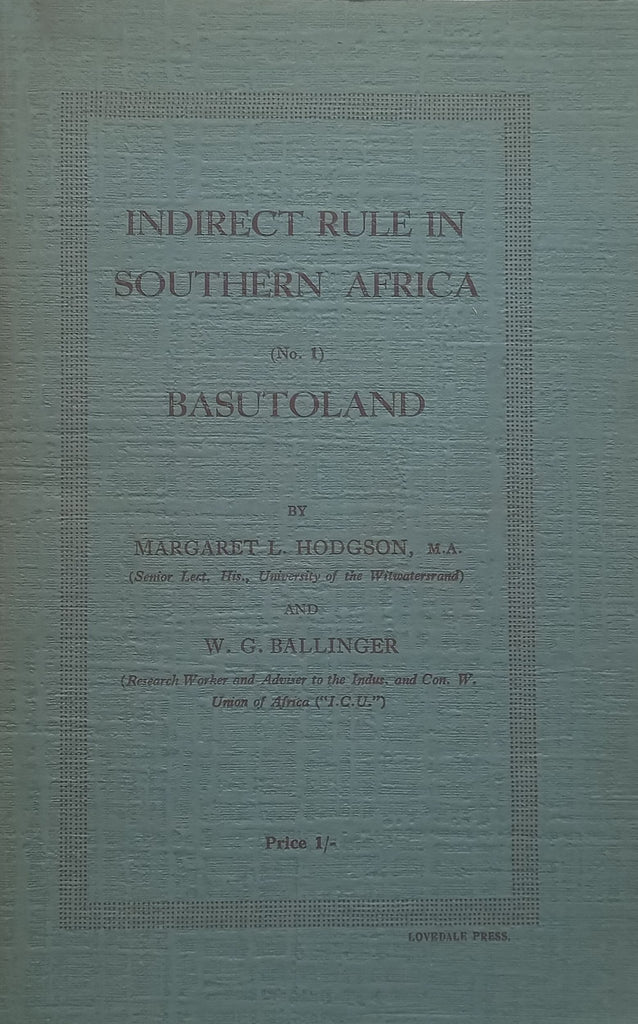 INDIRECT RULE IN
SOUTHERN AFRICA
(No. 1)
BASUTOLAND
BY
MARGARET L. HODGSON, M.A.
(Senior Lect. His., University of the Witwatersrand)
AND
W. G. BALLINGER
(Research Worker and Adviser to the Indus. and Con. W.
Union of Africa ("I.C.U.")
Price 1/-
LOVEDALE PRESS.